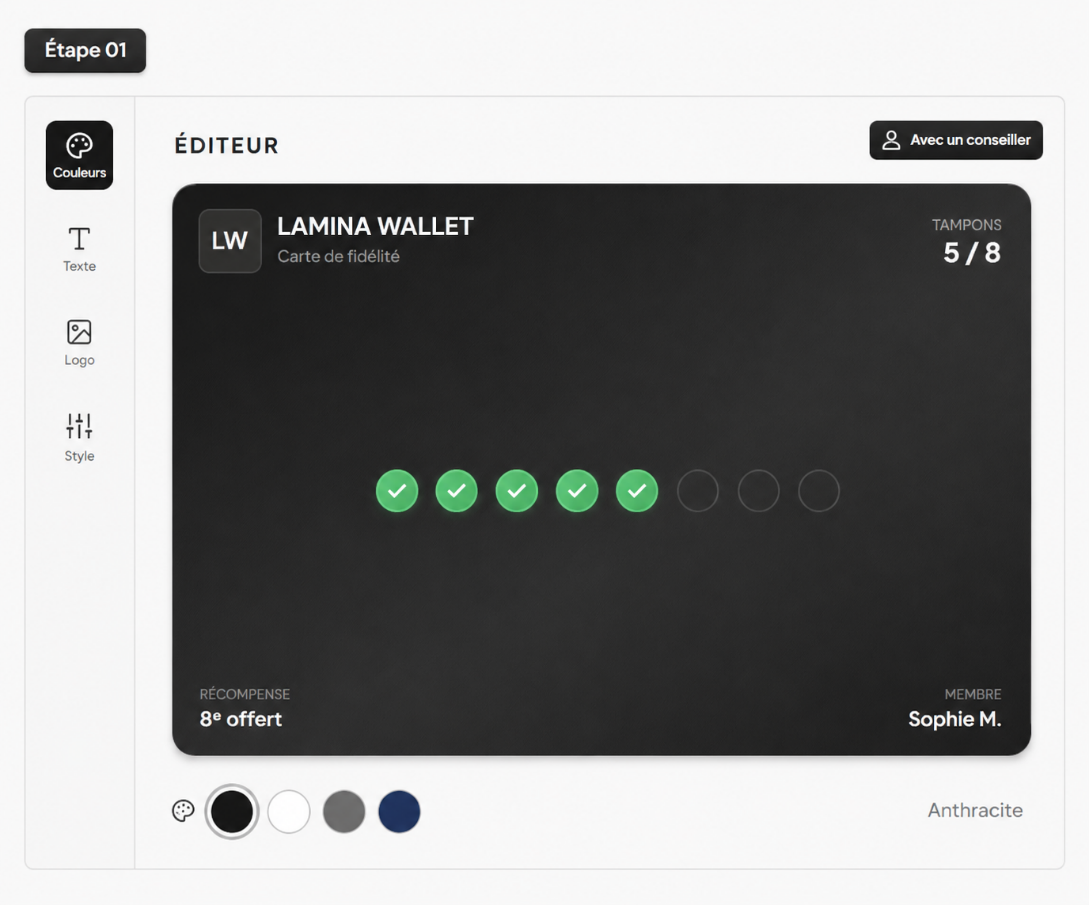 Étape 01
Couleurs
Texte
Logo
Style
ÉDITEUR
Avec un conseiller
LW
LAMINA WALLET
Carte de fidélité
TAMPONS
5 / 8
RÉCOMPENSE
8ᵉ offert
MEMBRE
Sophie M.
Anthracite